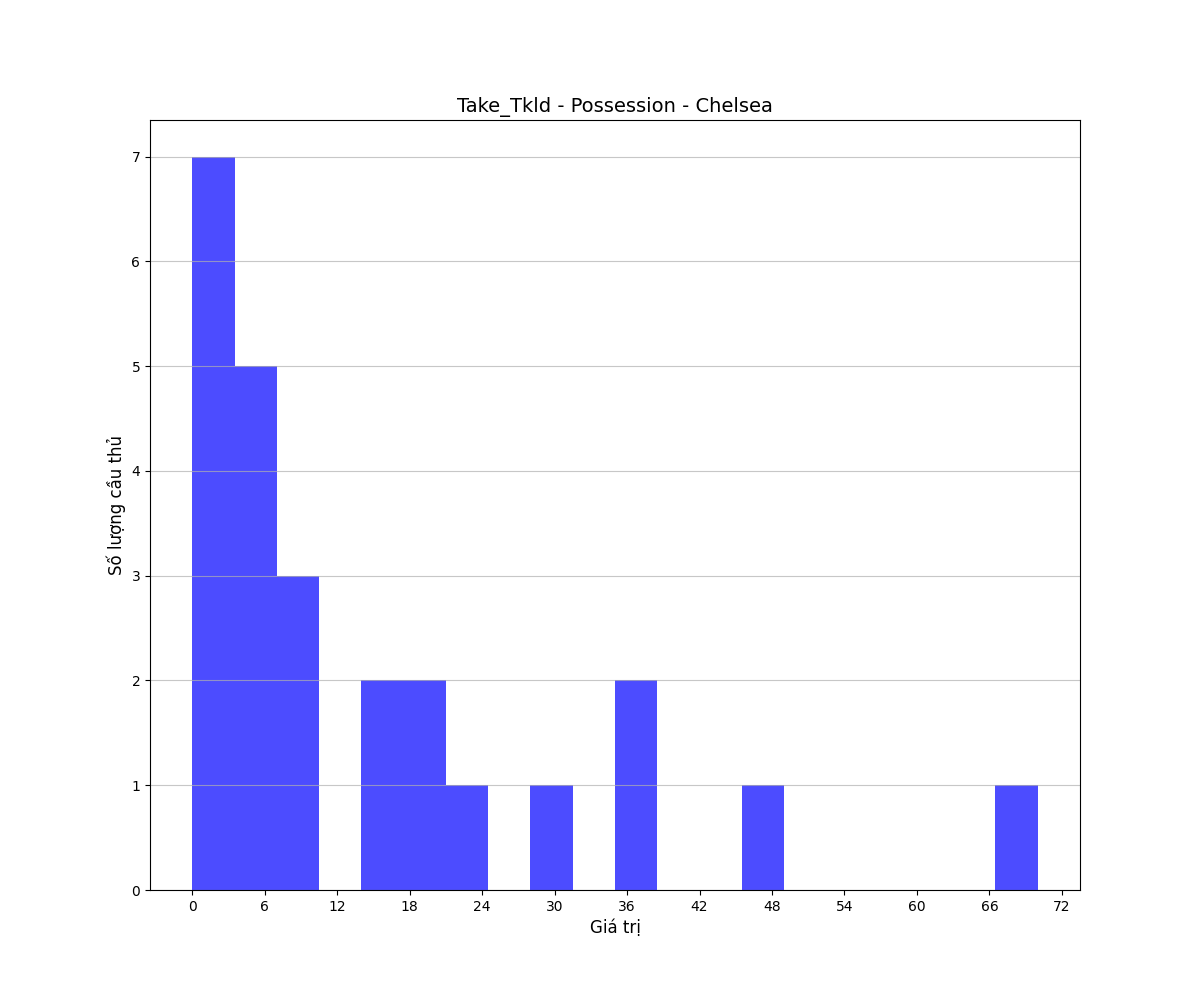 Take_Tkld - Possession - Chelsea
7
6
5
4
3
2
1
0
Số lượng cầu thủ
0 6 12 18 24 30 36 42 48 54 60 66 72
Giá trị